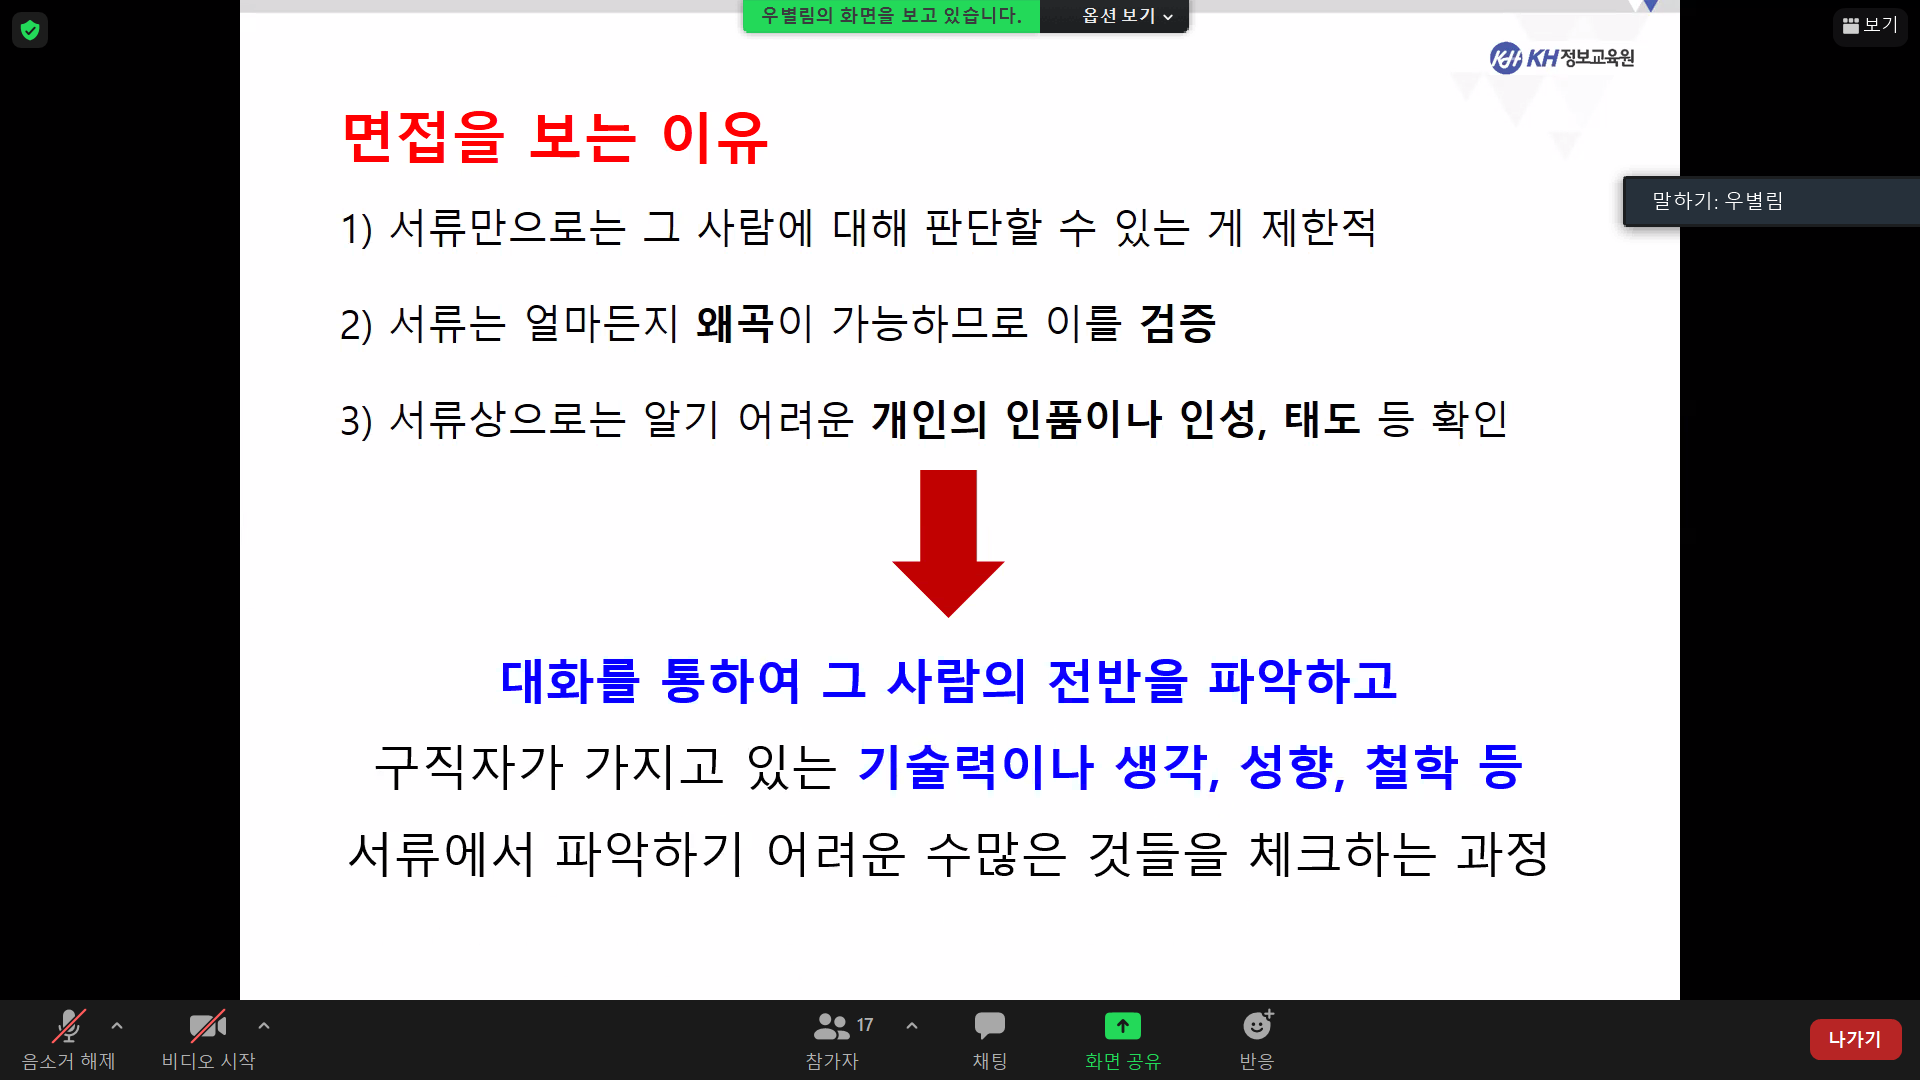 우별림의 화면을 보고 있습니다.
옵션 보기
보기
KH KH정보교육원
면접을 보는 이유
말하기: 우별림
1) 서류만으로는 그 사람에 대해 판단할 수 있는 게 제한적
2) 서류는 얼마든지 왜곡이 가능하므로 이를 검증
3) 서류상으로는 알기 어려운 개인의 인품이나 인성, 태도 등 확인
대화를 통하여 그 사람의 전반을 파악하고
구직자가 가지고 있는 기술력이나 생각, 성향, 철학 등
서류에서 파악하기 어려운 수많은 것들을 체크하는 과정
음소거 해제
비디오 시작
17
참가자
채팅
화면 공유
반응
나가기